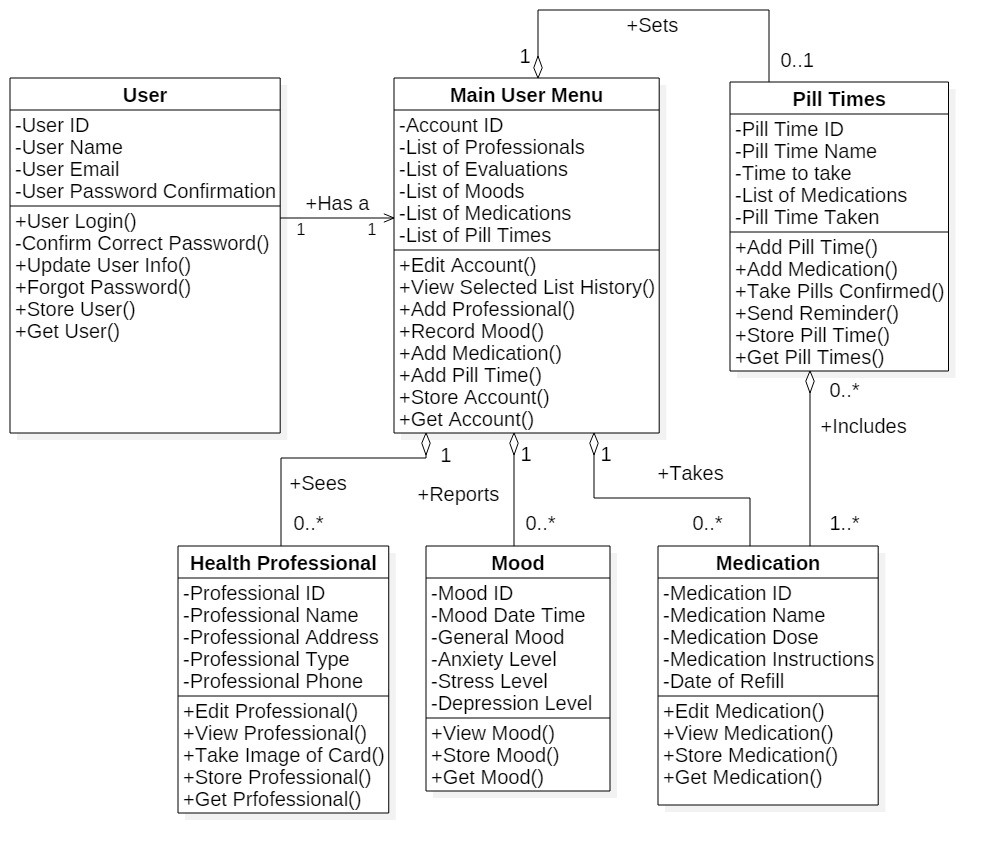 +Sets
1
0..1
User
-User ID
-User Name
-User Email
-User Password Confirmation
+User Login()
-Confirm Correct Password()
+Update User Info()
+Forgot Password()
+Store User()
+Get User()
+Has a
1
1
Main User Menu
-Account ID
-List of Professionals
-List of Evaluations
-List of Moods
-List of Medications
-List of Pill Times
+Edit Account()
+View Selected List History()
+Add Professional()
+Record Mood()
+Add Medication()
+Add Pill Time()
+Store Account()
+Get Account()
Pill Times
-Pill Time ID
-Pill Time Name
-Time to take
-List of Medications
-Pill Time Taken
+Add Pill Time()
+Add Medication()
+Take Pills Confirmed()
+Send Reminder()
+Store Pill Time()
+Get Pill Times()
0..*
+Includes
1..*
1
+Sees
0..*
1
+Reports
0..*
1
+Takes
0..*
Health Professional
-Professional ID
-Professional Name
-Professional Address
-Professional Type
-Professional Phone
+Edit Professional()
+View Professional()
+Take Image of Card()
+Store Professional()
+Get Prfofessional()
Mood
-Mood ID
-Mood Date Time
-General Mood
-Anxiety Level
-Stress Level
-Depression Level
+View Mood()
+Store Mood()
+Get Mood()
Medication
-Medication ID
-Medication Name
-Medication Dose
-Medication Instructions
-Date of Refill
+Edit Medication()
+View Medication()
+Store Medication()
+Get Medication()